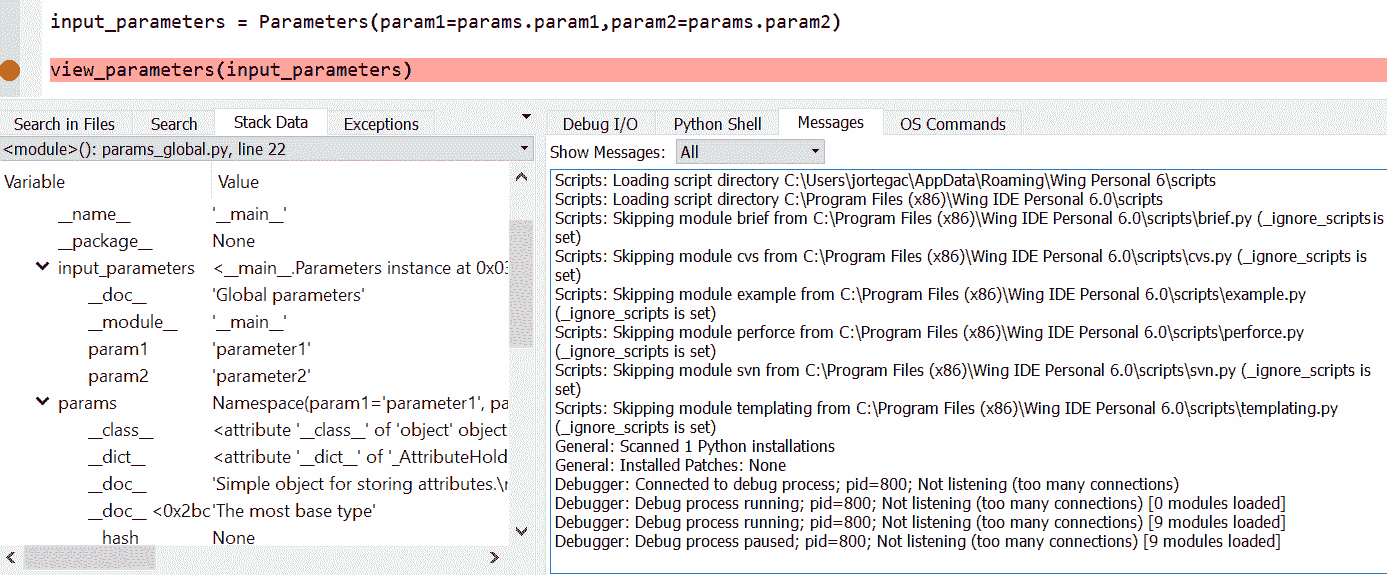 input_parameters = Parameters(param1=params.param1,param2=params.param2)
view_parameters(input_parameters)
Search in Files Search Stack Data Exceptions
<module>(): params_global.py, line 22
Variable Value
__name__ '__main__'
__package__ None
input_parameters <__main__.Parameters instance at 0x03
__doc__ 'Global parameters'
__module__ '__main__'
param1 'parameter1'
param2 'parameter2'
params Namespace(param1='parameter1', pa
__class__ <attribute '__class__' of 'object' object
__dict__ <attribute '__dict__' of '_AttributeHold
__doc__ 'Simple object for storing attributes.\r
__doc__ <0x2bc 'The most base type'
hash None
Debug I/O Python Shell Messages OS Commands
Show Messages: All
Scripts: Loading script directory C:\Users\jortegac\AppData\Roaming\Wing Personal 6\scripts
Scripts: Loading script directory C:\Program Files (x86)\Wing IDE Personal 6.0\scripts
Scripts: Skipping module brief from C:\Program Files (x86)\Wing IDE Personal 6.0\scripts\brief.py (_ignore_scripts is
set)
Scripts: Skipping module cvs from C:\Program Files (x86)\Wing IDE Personal 6.0\scripts\cvs.py (_ignore_scripts is
set)
Scripts: Skipping module example from C:\Program Files (x86)\Wing IDE Personal 6.0\scripts\example.py
(_ignore_scripts is set)
Scripts: Skipping module perforce from C:\Program Files (x86)\Wing IDE Personal 6.0\scripts\perforce.py
(_ignore_scripts is set)
Scripts: Skipping module svn from C:\Program Files (x86)\Wing IDE Personal 6.0\scripts\svn.py (_ignore_scripts is
set)
Scripts: Skipping module templating from C:\Program Files (x86)\Wing IDE Personal 6.0\scripts\templating.py
(_ignore_scripts is set)
General: Scanned 1 Python installations
General: Installed Patches: None
Debugger: Connected to debug process; pid=800; Not listening (too many connections)
Debugger: Debug process running; pid=800; Not listening (too many connections) [0 modules loaded]
Debugger: Debug process running; pid=800; Not listening (too many connections) [9 modules loaded]
Debugger: Debug process paused; pid=800; Not listening (too many connections) [9 modules loaded]